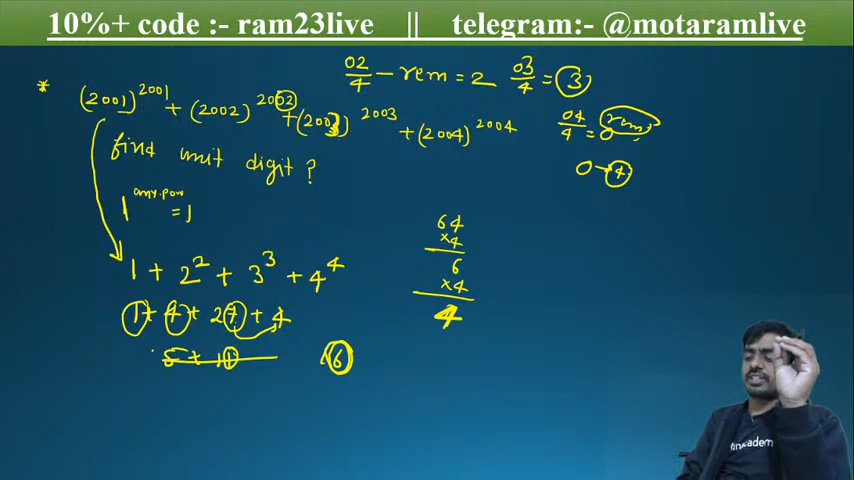 10%+ code :- ram23live || telegram:- @motaramlive
02/4 - rem = 2 03/4 = 3
* (2001)^2001 + (2002)^2002 + (2003)^2003 + (2004)^2004
04/4 = 0 rem
0 → 4
find unit digit?
1^any.pow = 1
1 + 2^2 + 3^3 + 4^4
1 + 4 + 27 + 4
5 + 11
6
64
×4
6
×4
4
unacadem